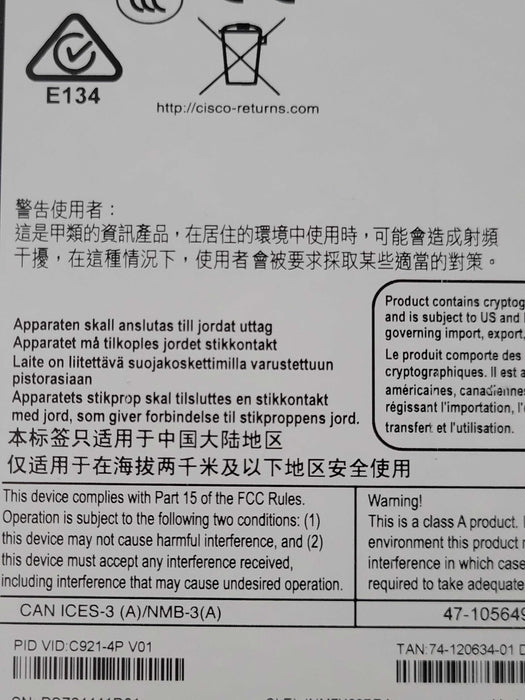 E134
http://cisco-returns.com
警告使用者：
這是甲類的資訊產品，在居住的環境中使用時，可能會造成射頻
干擾，在這種情況下，使用者會被要求採取某些適當的對策。
Product contains cryptog
and is subject to US and
governing import, export,
Le produit comporte des
cryptographiques. Il est a
américaines, canadiennes
régissant l'importation, l'
transfert et l'utilisation.
Apparaten skall anslutas till jordat uttag
Apparatet må tilkoples jordet stikkontakt
Laite on liitettävä suojakoskettimilla varustettuun
pistorasiaan
Apparatets stikprop skal tilsluttes en stikkontakt
med jord, som giver forbindelse til stikproppens jord.
本标签只适用于中国大陆地区
仅适用于在海拔两千米及以下地区安全使用
This device complies with Part 15 of the FCC Rules.
Operation is subject to the following two conditions: (1)
this device may not cause harmful interference, and (2)
this device must accept any interference received,
including interference that may cause undesired operation.
Warning!
This is a class A product.
environment this product
interference in which case
required to take adequate
CAN ICES-3 (A)/NMB-3(A)
47-105649
PID VID:C921-4P V01
TAN:74-120634-01